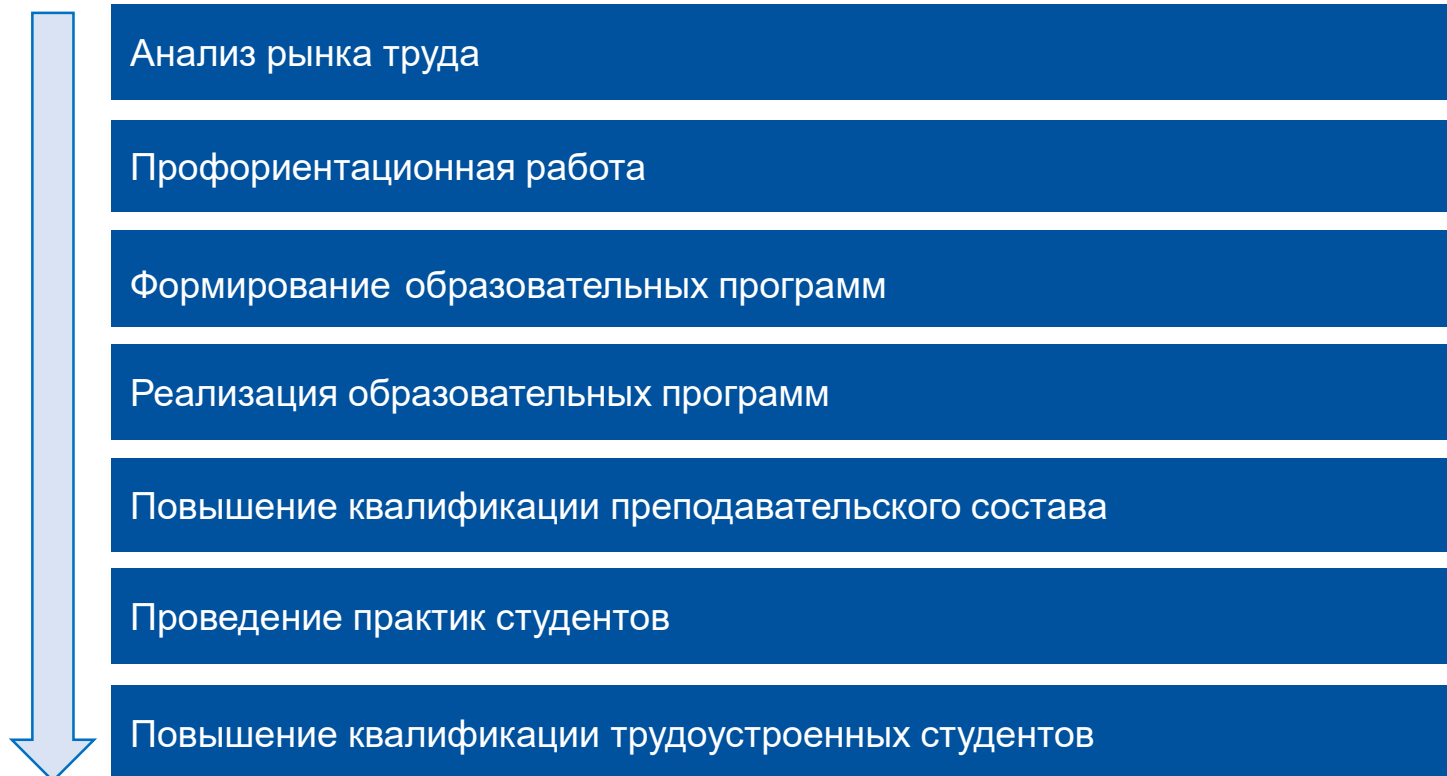 Анализ рынка труда
Профориентационная работа
Формирование образовательных программ
Реализация образовательных программ
Повышение квалификации преподавательского состава
Проведение практик студентов
Повышение квалификации трудоустроенных студентов